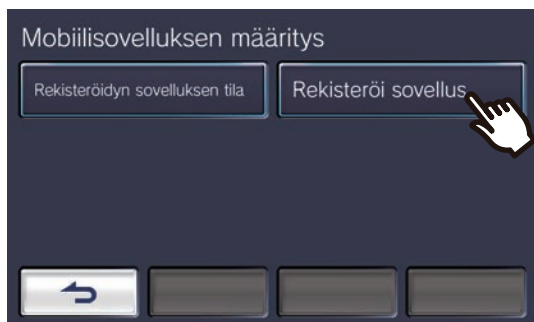 Mobiilisovelluksen määritys
Rekisteröidyn sovelluksen tila
Rekisteröi sovellus